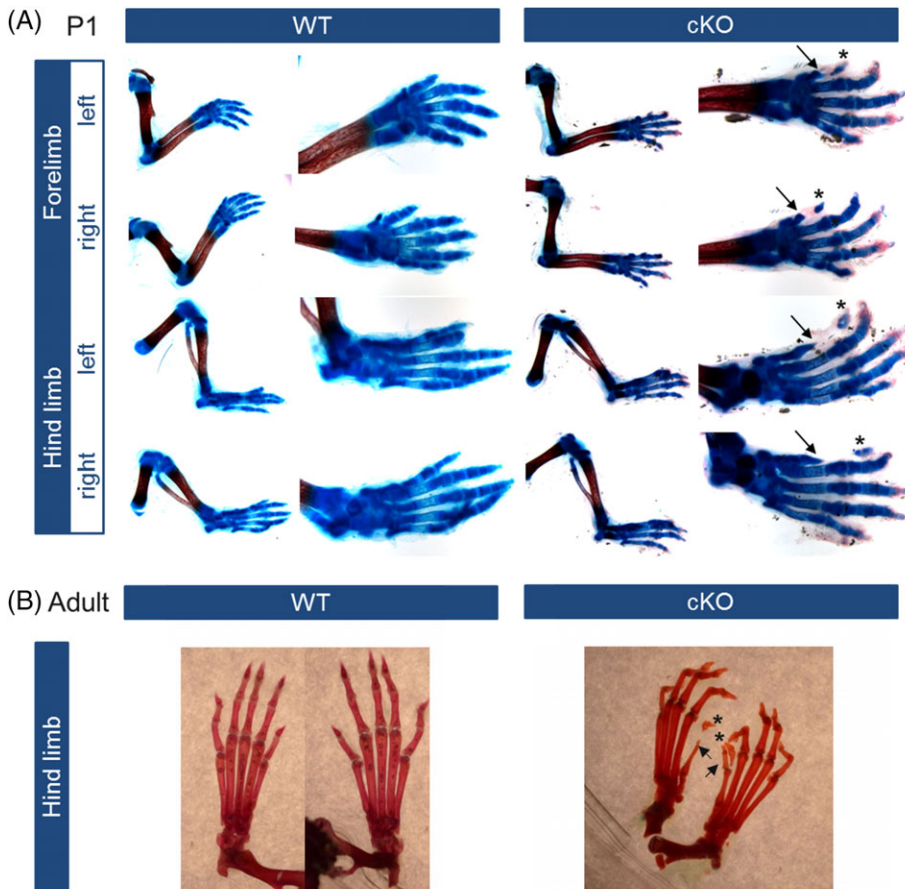 (A) P1
WT
cKO
Forelimb
left
right
Hind limb
left
right
*
*
*
*
(B) Adult
WT
cKO
Hind limb
*
*